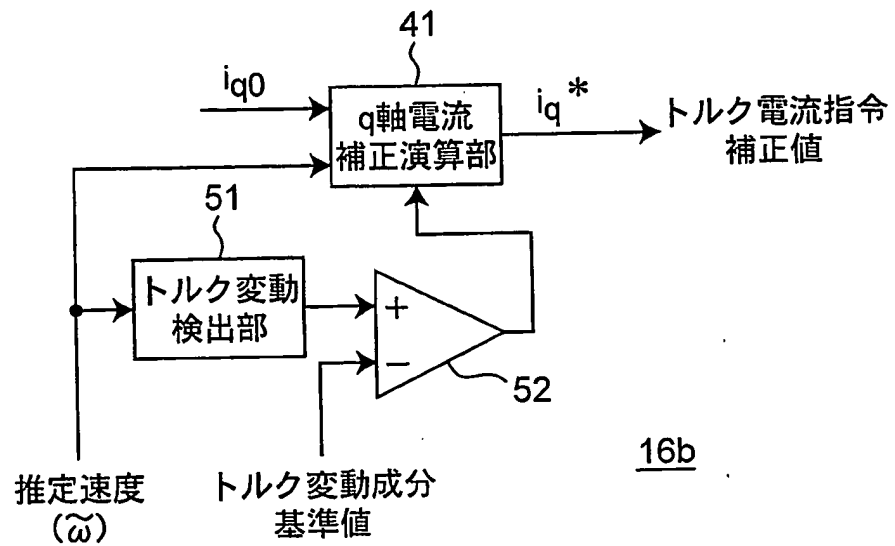 41
i_q0
q軸電流
補正演算部
i_q*
トルク電流指令
補正値
51
トルク変動
検出部
+
−
52
16b
推定速度
(ω̃)
トルク変動成分
基準値